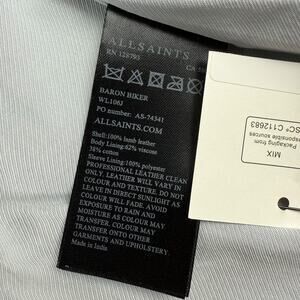 ALLSAINTS
RN 128793
CA
BARON BIKER
WL106J
PO number: AS-74341
ALLSAINTS.COM
Shell:100% lamb leather
Body Lining:62% viscose
38% cotton
Sleeve Lining:100% polyester
PROFESSIONAL LEATHER CLEAN
ONLY. LEATHER WILL VARY IN
COLOUR AND TEXTURE. DO NOT
LEAVE IN DIRECT SUNLIGHT AS
COLOUR WILL FADE. AVOID
EXPOSURE TO RAIN AND
MOISTURE AS COLOUR MAY
TRANSFER. COLOUR MAY
TRANSFER ONTO OTHER
GARMENTS AND UPHOLSTERY.
Made in India
MIX
Packaging from
responsible sources
C112683